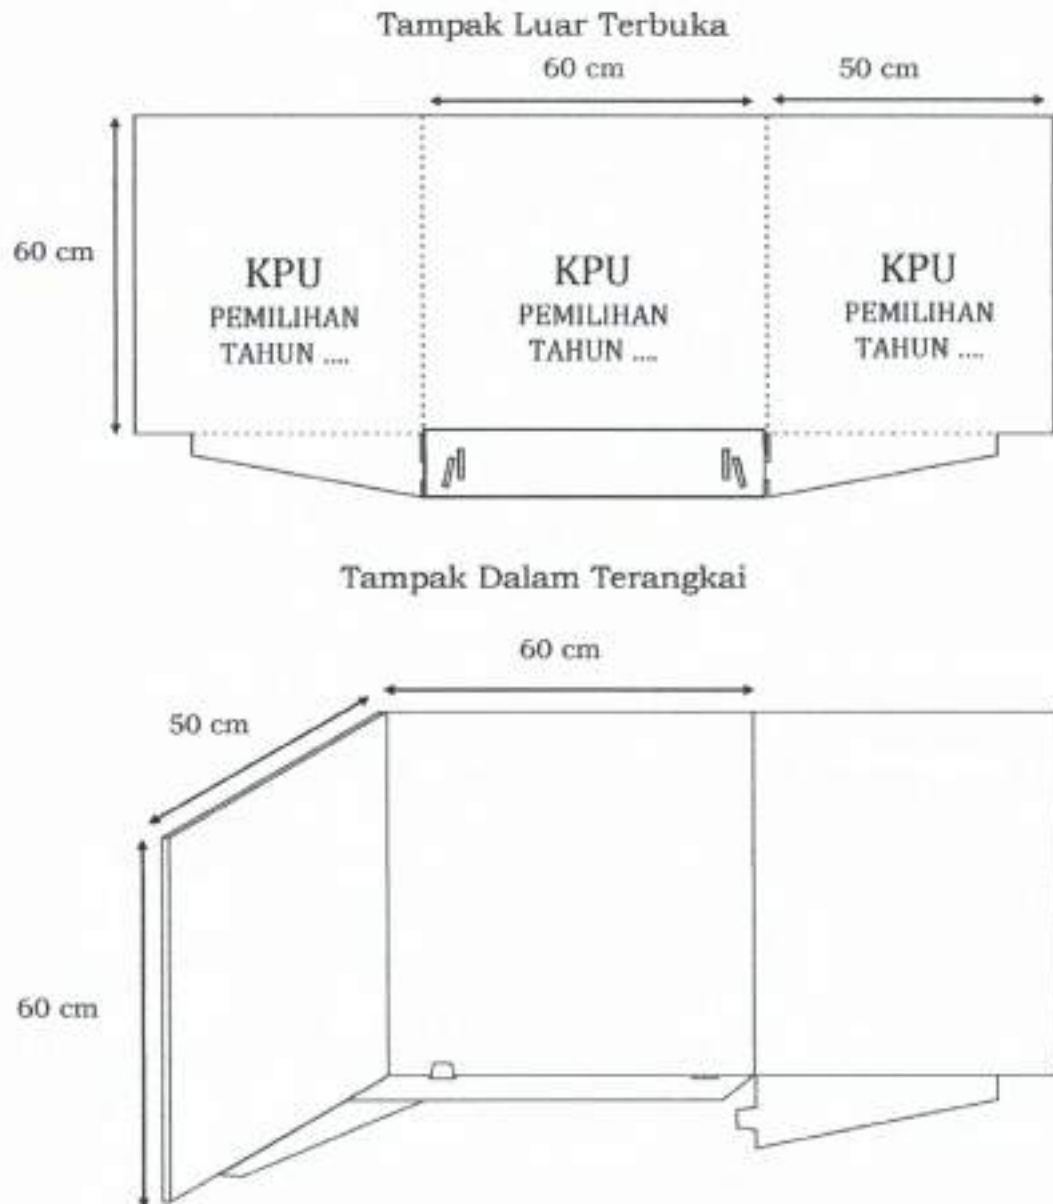 Tampak Luar Terbuka
60 cm
50 cm
60 cm
KPU
PEMILIHAN
TAHUN ....
KPU
PEMILIHAN
TAHUN ....
KPU
PEMILIHAN
TAHUN ....
Tampak Dalam Terangkai
60 cm
50 cm
60 cm